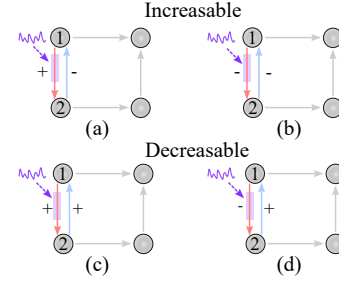 Increasable
1 1
+ - - -
2 2
(a) (b)
Decreasable
1 1
+ + - +
2 2
(c) (d)